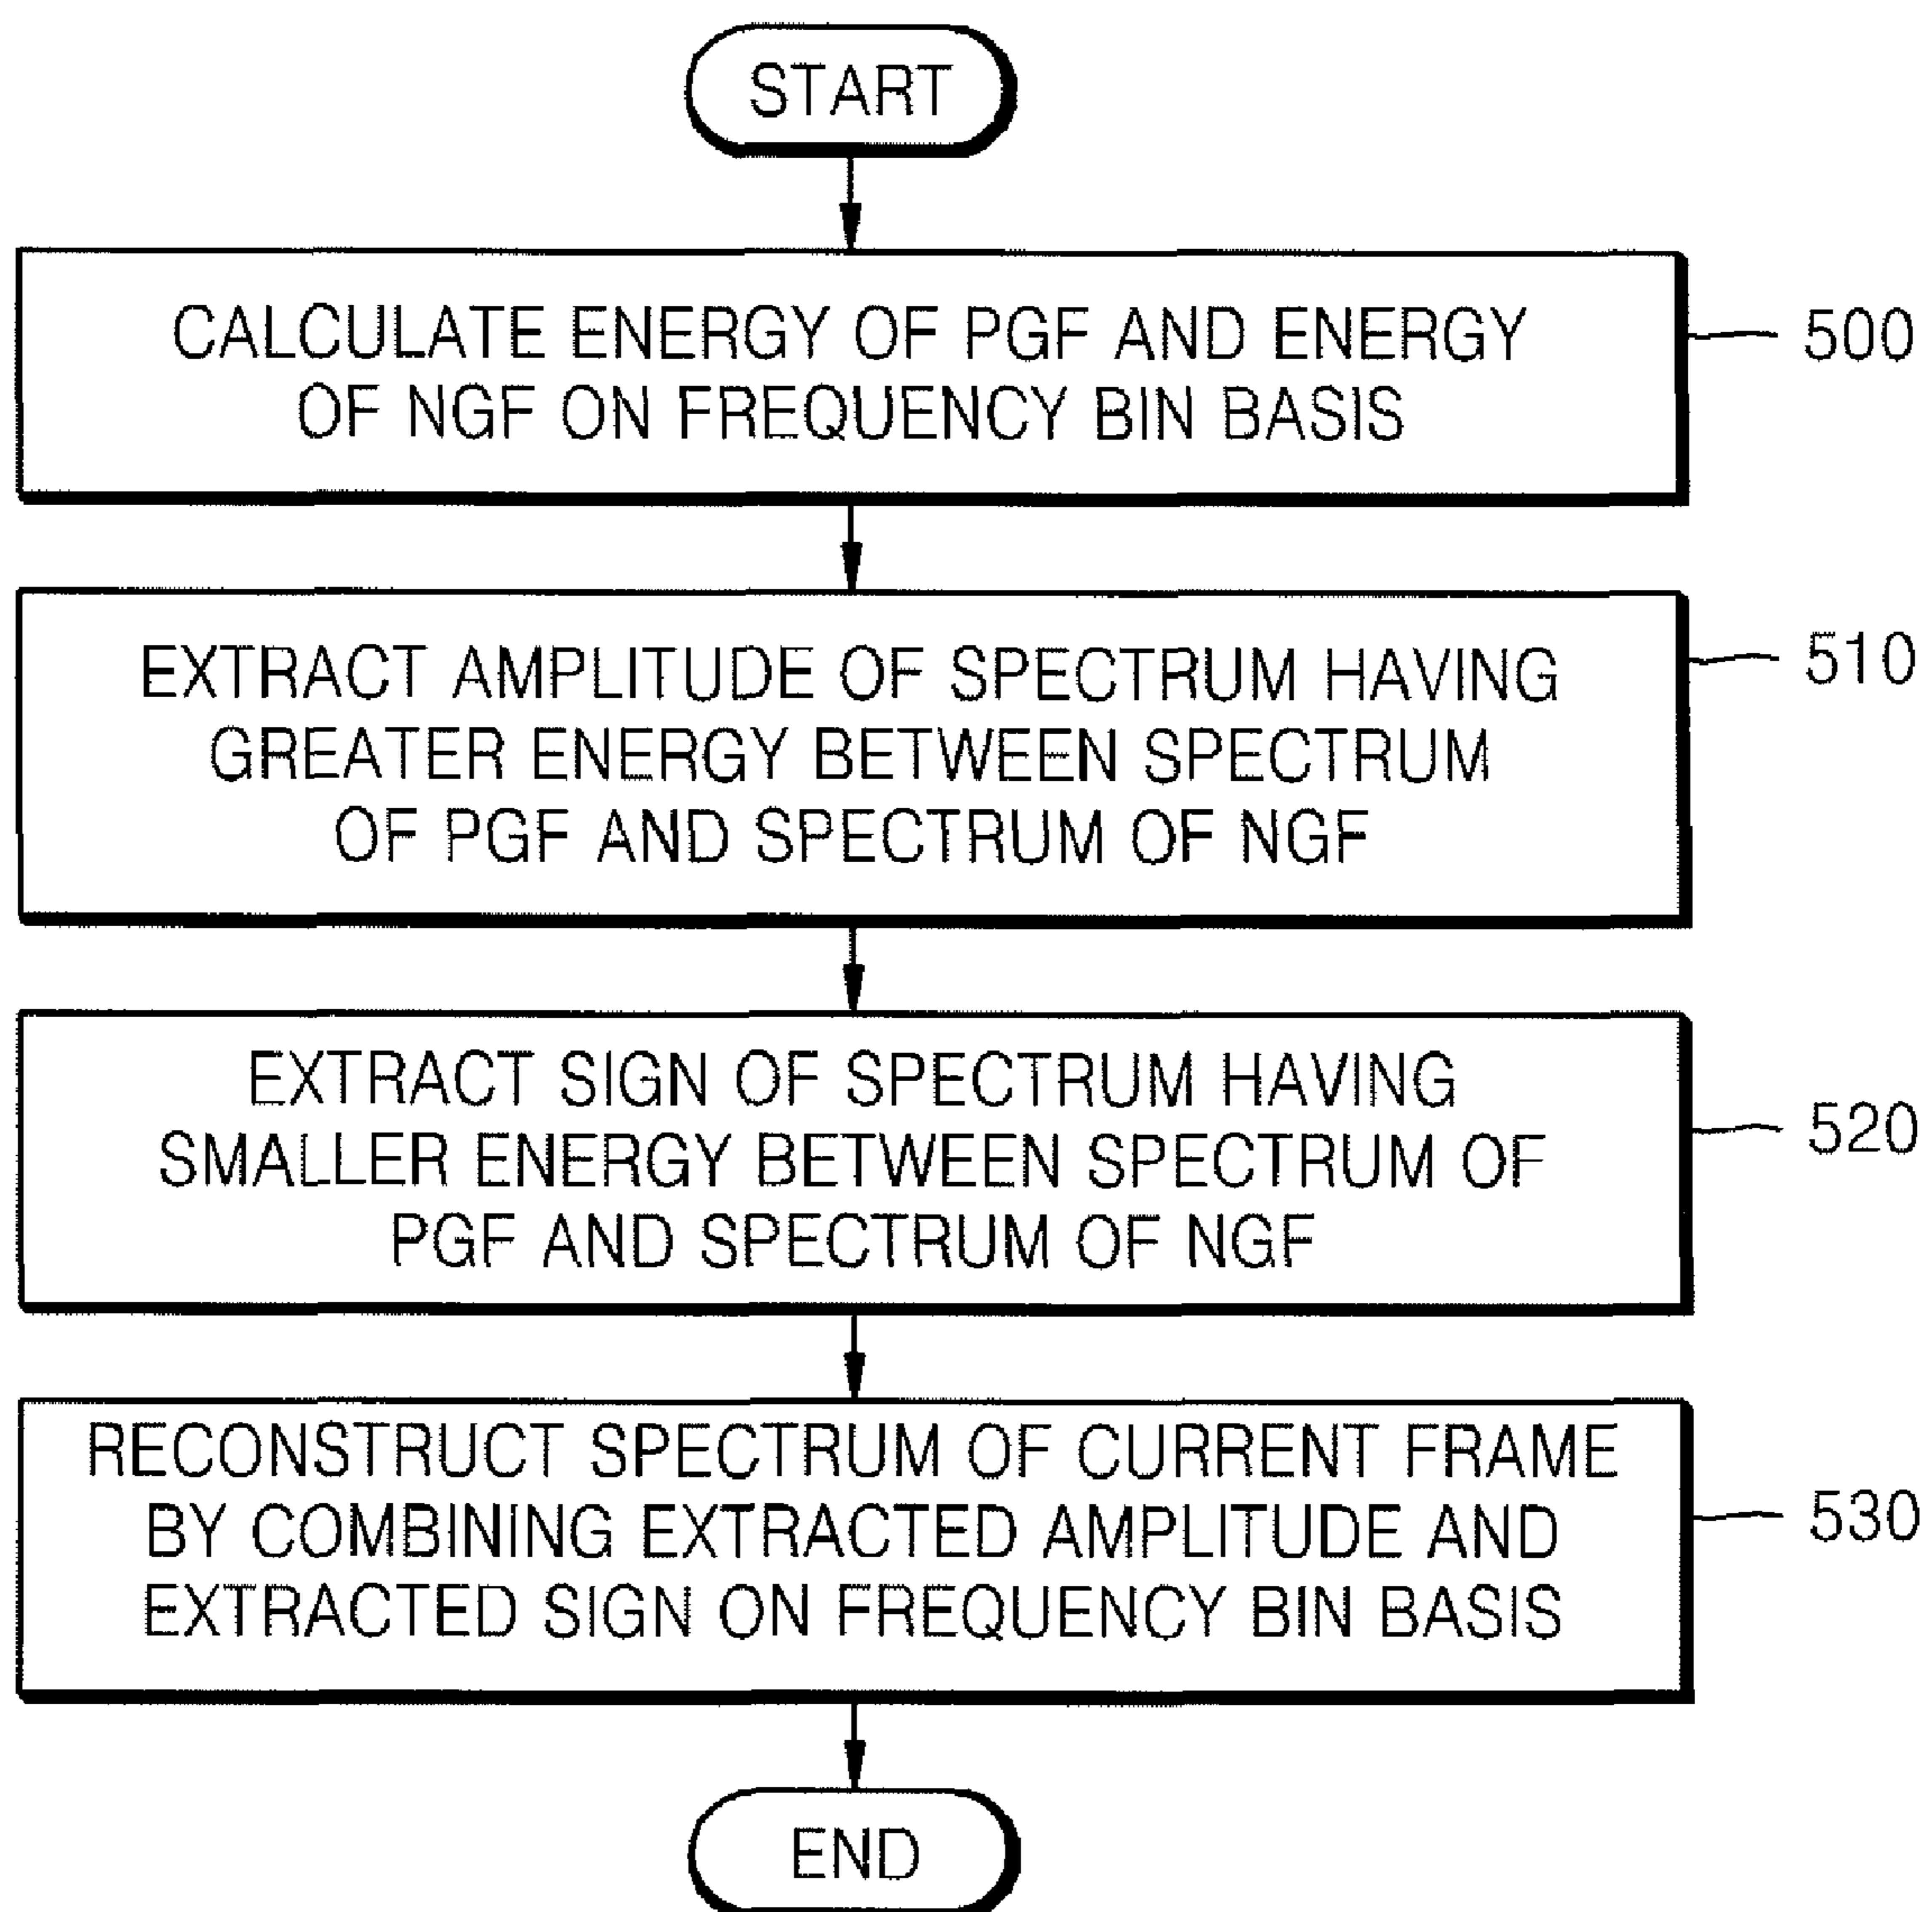 START
CALCULATE ENERGY OF PGF AND ENERGY
OF NGF ON FREQUENCY BIN BASIS
500
EXTRACT AMPLITUDE OF SPECTRUM HAVING
GREATER ENERGY BETWEEN SPECTRUM
OF PGF AND SPECTRUM OF NGF
510
EXTRACT SIGN OF SPECTRUM HAVING
SMALLER ENERGY BETWEEN SPECTRUM OF
PGF AND SPECTRUM OF NGF
520
RECONSTRUCT SPECTRUM OF CURRENT FRAME
BY COMBINING EXTRACTED AMPLITUDE AND
EXTRACTED SIGN ON FREQUENCY BIN BASIS
530
END